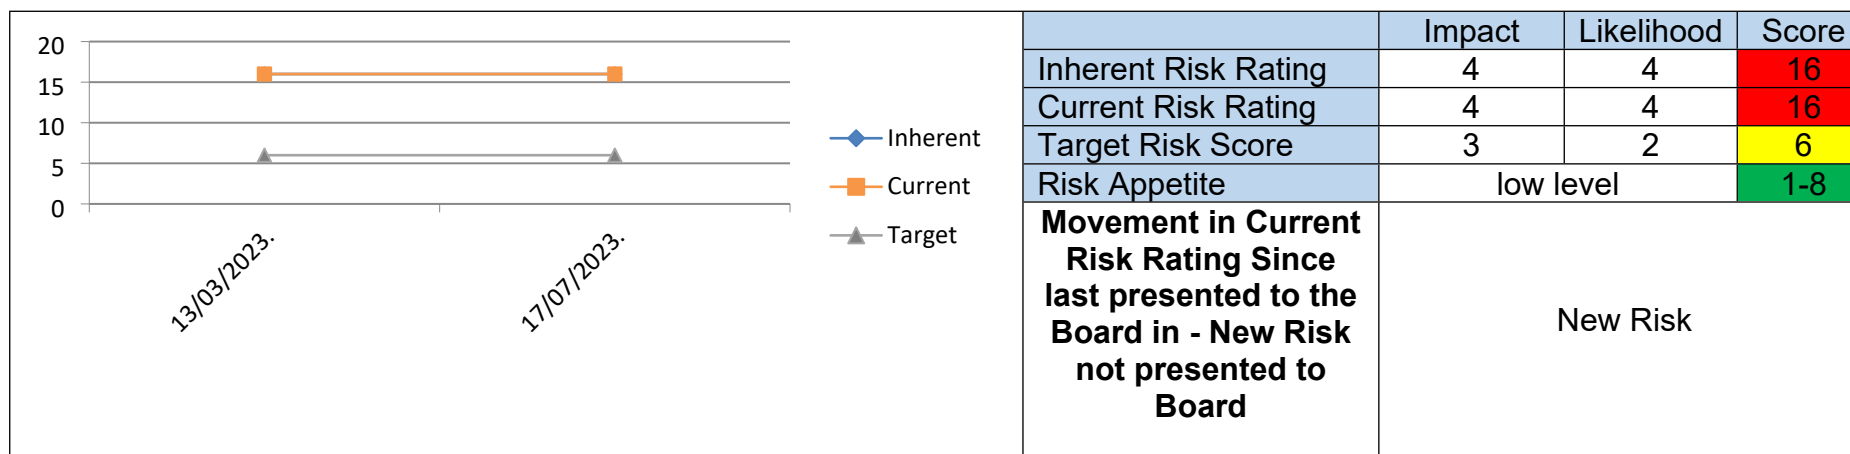 20
15
10
5
0
13/03/2023.
17/07/2023.
Inherent
Current
Target
Impact Likelihood Score
Inherent Risk Rating 4 4 16
Current Risk Rating 4 4 16
Target Risk Score 3 2 6
Risk Appetite low level 1-8
Movement in Current
Risk Rating Since
last presented to the
Board in - New Risk
not presented to
Board
New Risk